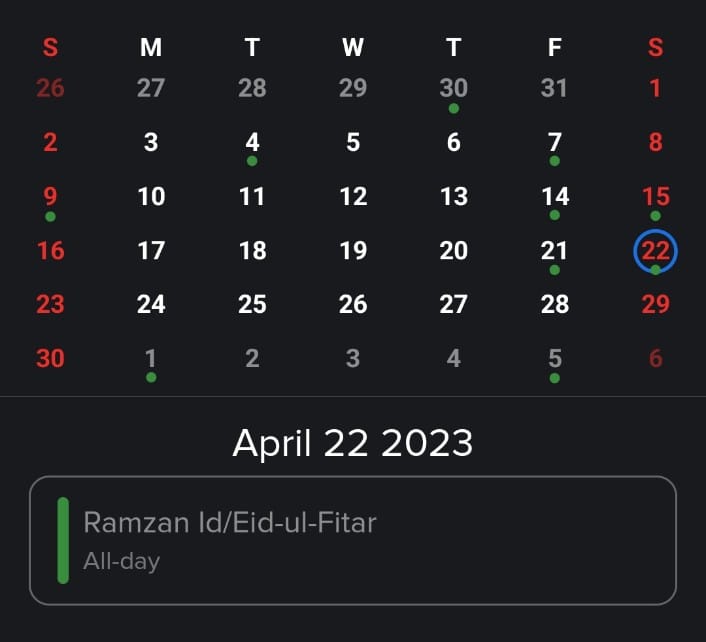 S M T W T F S
26 27 28 29 30 31 1
2 3 4 5 6 7 8
9 10 11 12 13 14 15
16 17 18 19 20 21 22
23 24 25 26 27 28 29
30 1 2 3 4 5 6
April 22 2023
Ramzan Id/Eid-ul-Fitar
All-day